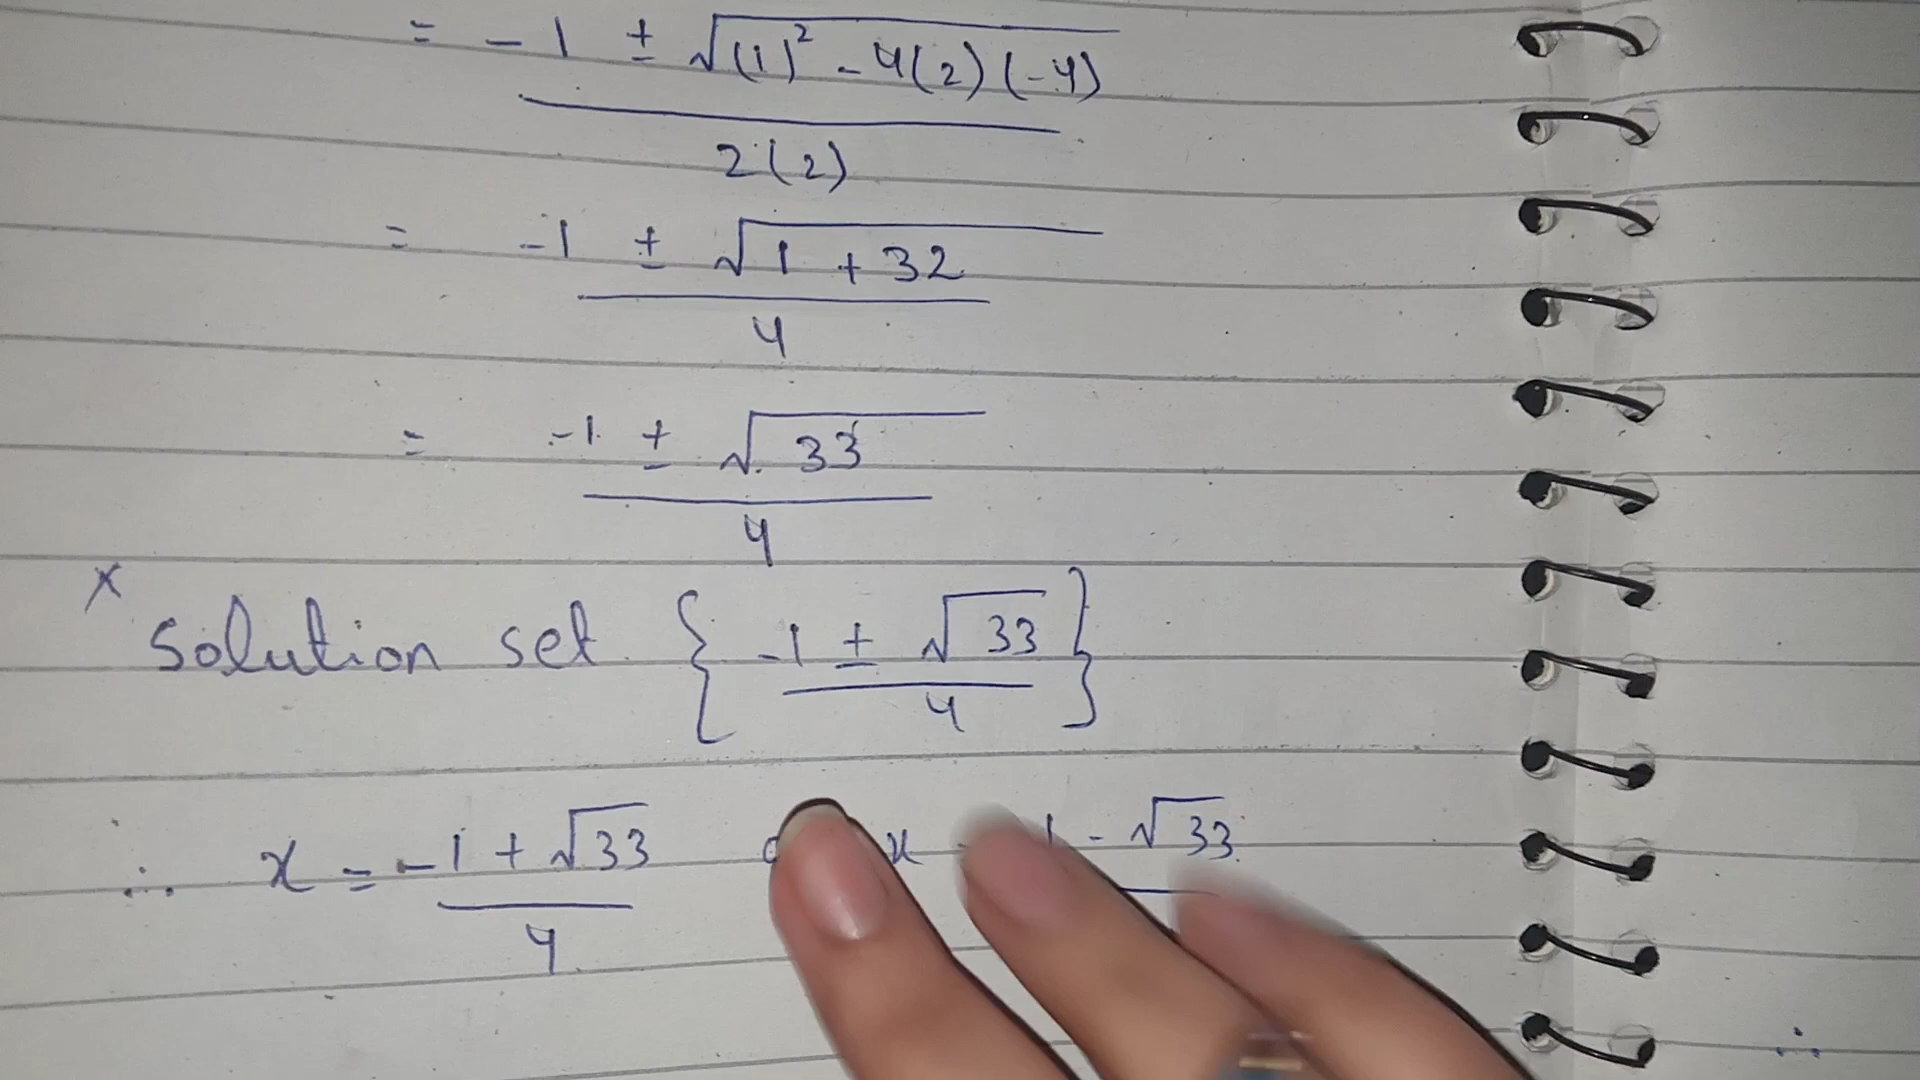 = -1 ± √(1)² - 4(2)(-4)
2(2)
= -1 ± √1 + 32
4
= -1 ± √33
4
x
Solution set { -1 ± √33 }
4
∴ x = -1 + √33 x 1 - √33
4